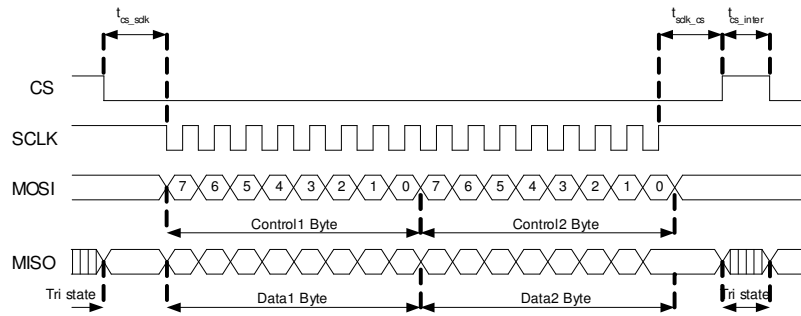 tcs_sdk
tsdk_cs
tcs_inter
CS
SCLK
MOSI
7 6 5 4 3 2 1 0 7 6 5 4 3 2 1 0
Control1 Byte
Control2 Byte
MISO
Tri state
Data1 Byte
Data2 Byte
Tri state